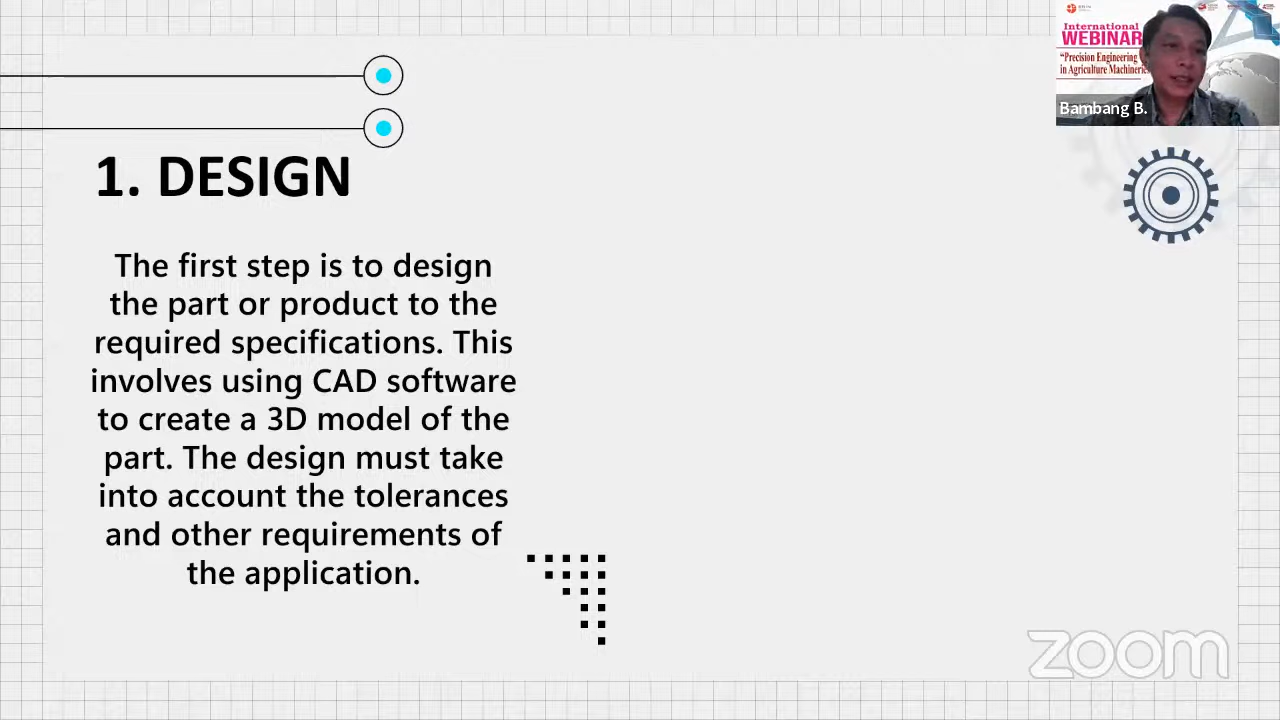 International
WEBINAR
"Precision Engineering
in Agriculture Machineries
Bambang B.
1. DESIGN
The first step is to design
the part or product to the
required specifications. This
involves using CAD software
to create a 3D model of the
part. The design must take
into account the tolerances
and other requirements of
the application.
zoom